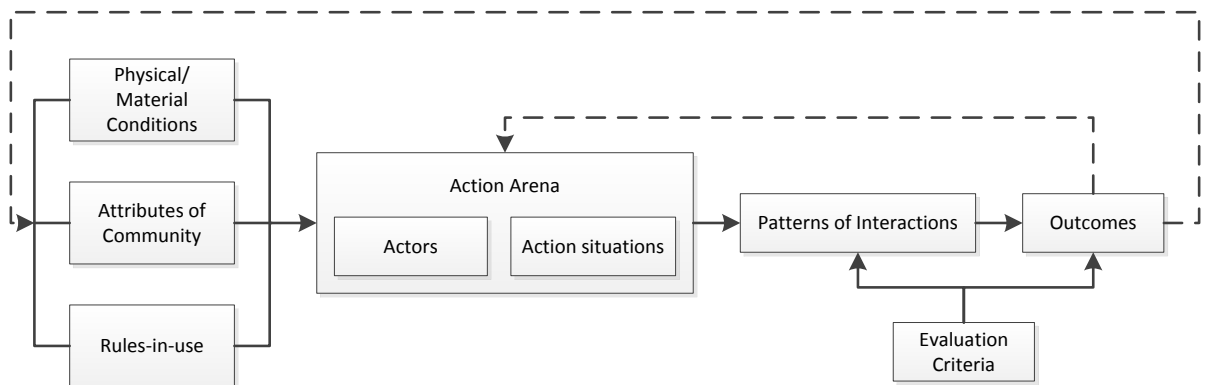 Physical/
Material
Conditions
Attributes of
Community
Rules-in-use
Action Arena
Actors
Action situations
Patterns of Interactions
Outcomes
Evaluation
Criteria